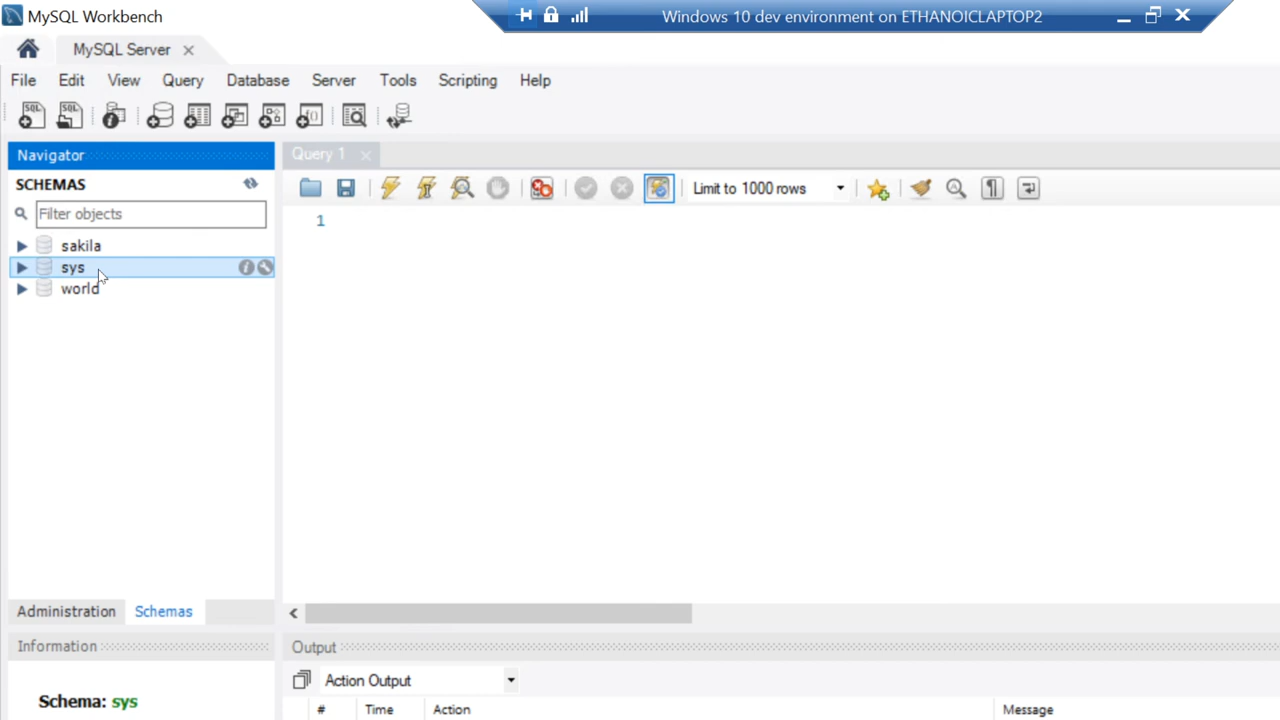 MySQL Workbench
Windows 10 dev environment on ETHANOICLAPTOP2
MySQL Server
File Edit View Query Database Server Tools Scripting Help
Navigator
Query 1
SCHEMAS
Limit to 1000 rows
Filter objects
1
sakila
sys
world
Administration Schemas
Information
Output
Action Output
Schema: sys
# Time Action Message